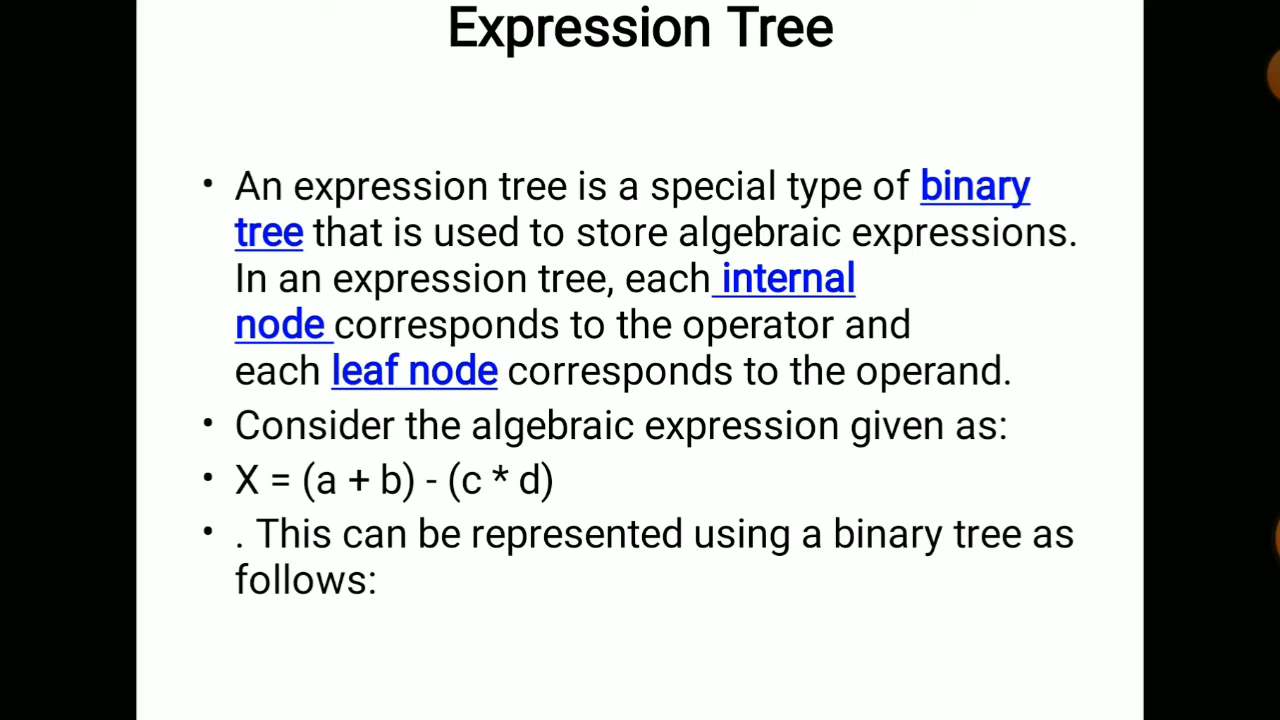 Expression Tree
• An expression tree is a special type of binary
tree that is used to store algebraic expressions.
In an expression tree, each internal
node corresponds to the operator and
each leaf node corresponds to the operand.
• Consider the algebraic expression given as:
• X = (a + b) - (c * d)
• . This can be represented using a binary tree as
follows: